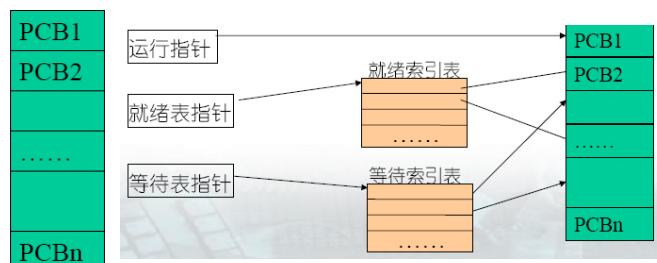 PCB1
PCB2
……
PCBn
运行指针
就绪表指针
等待表指针
就绪索引表
……
等待索引表
……
PCB1
PCB2
……
PCBn